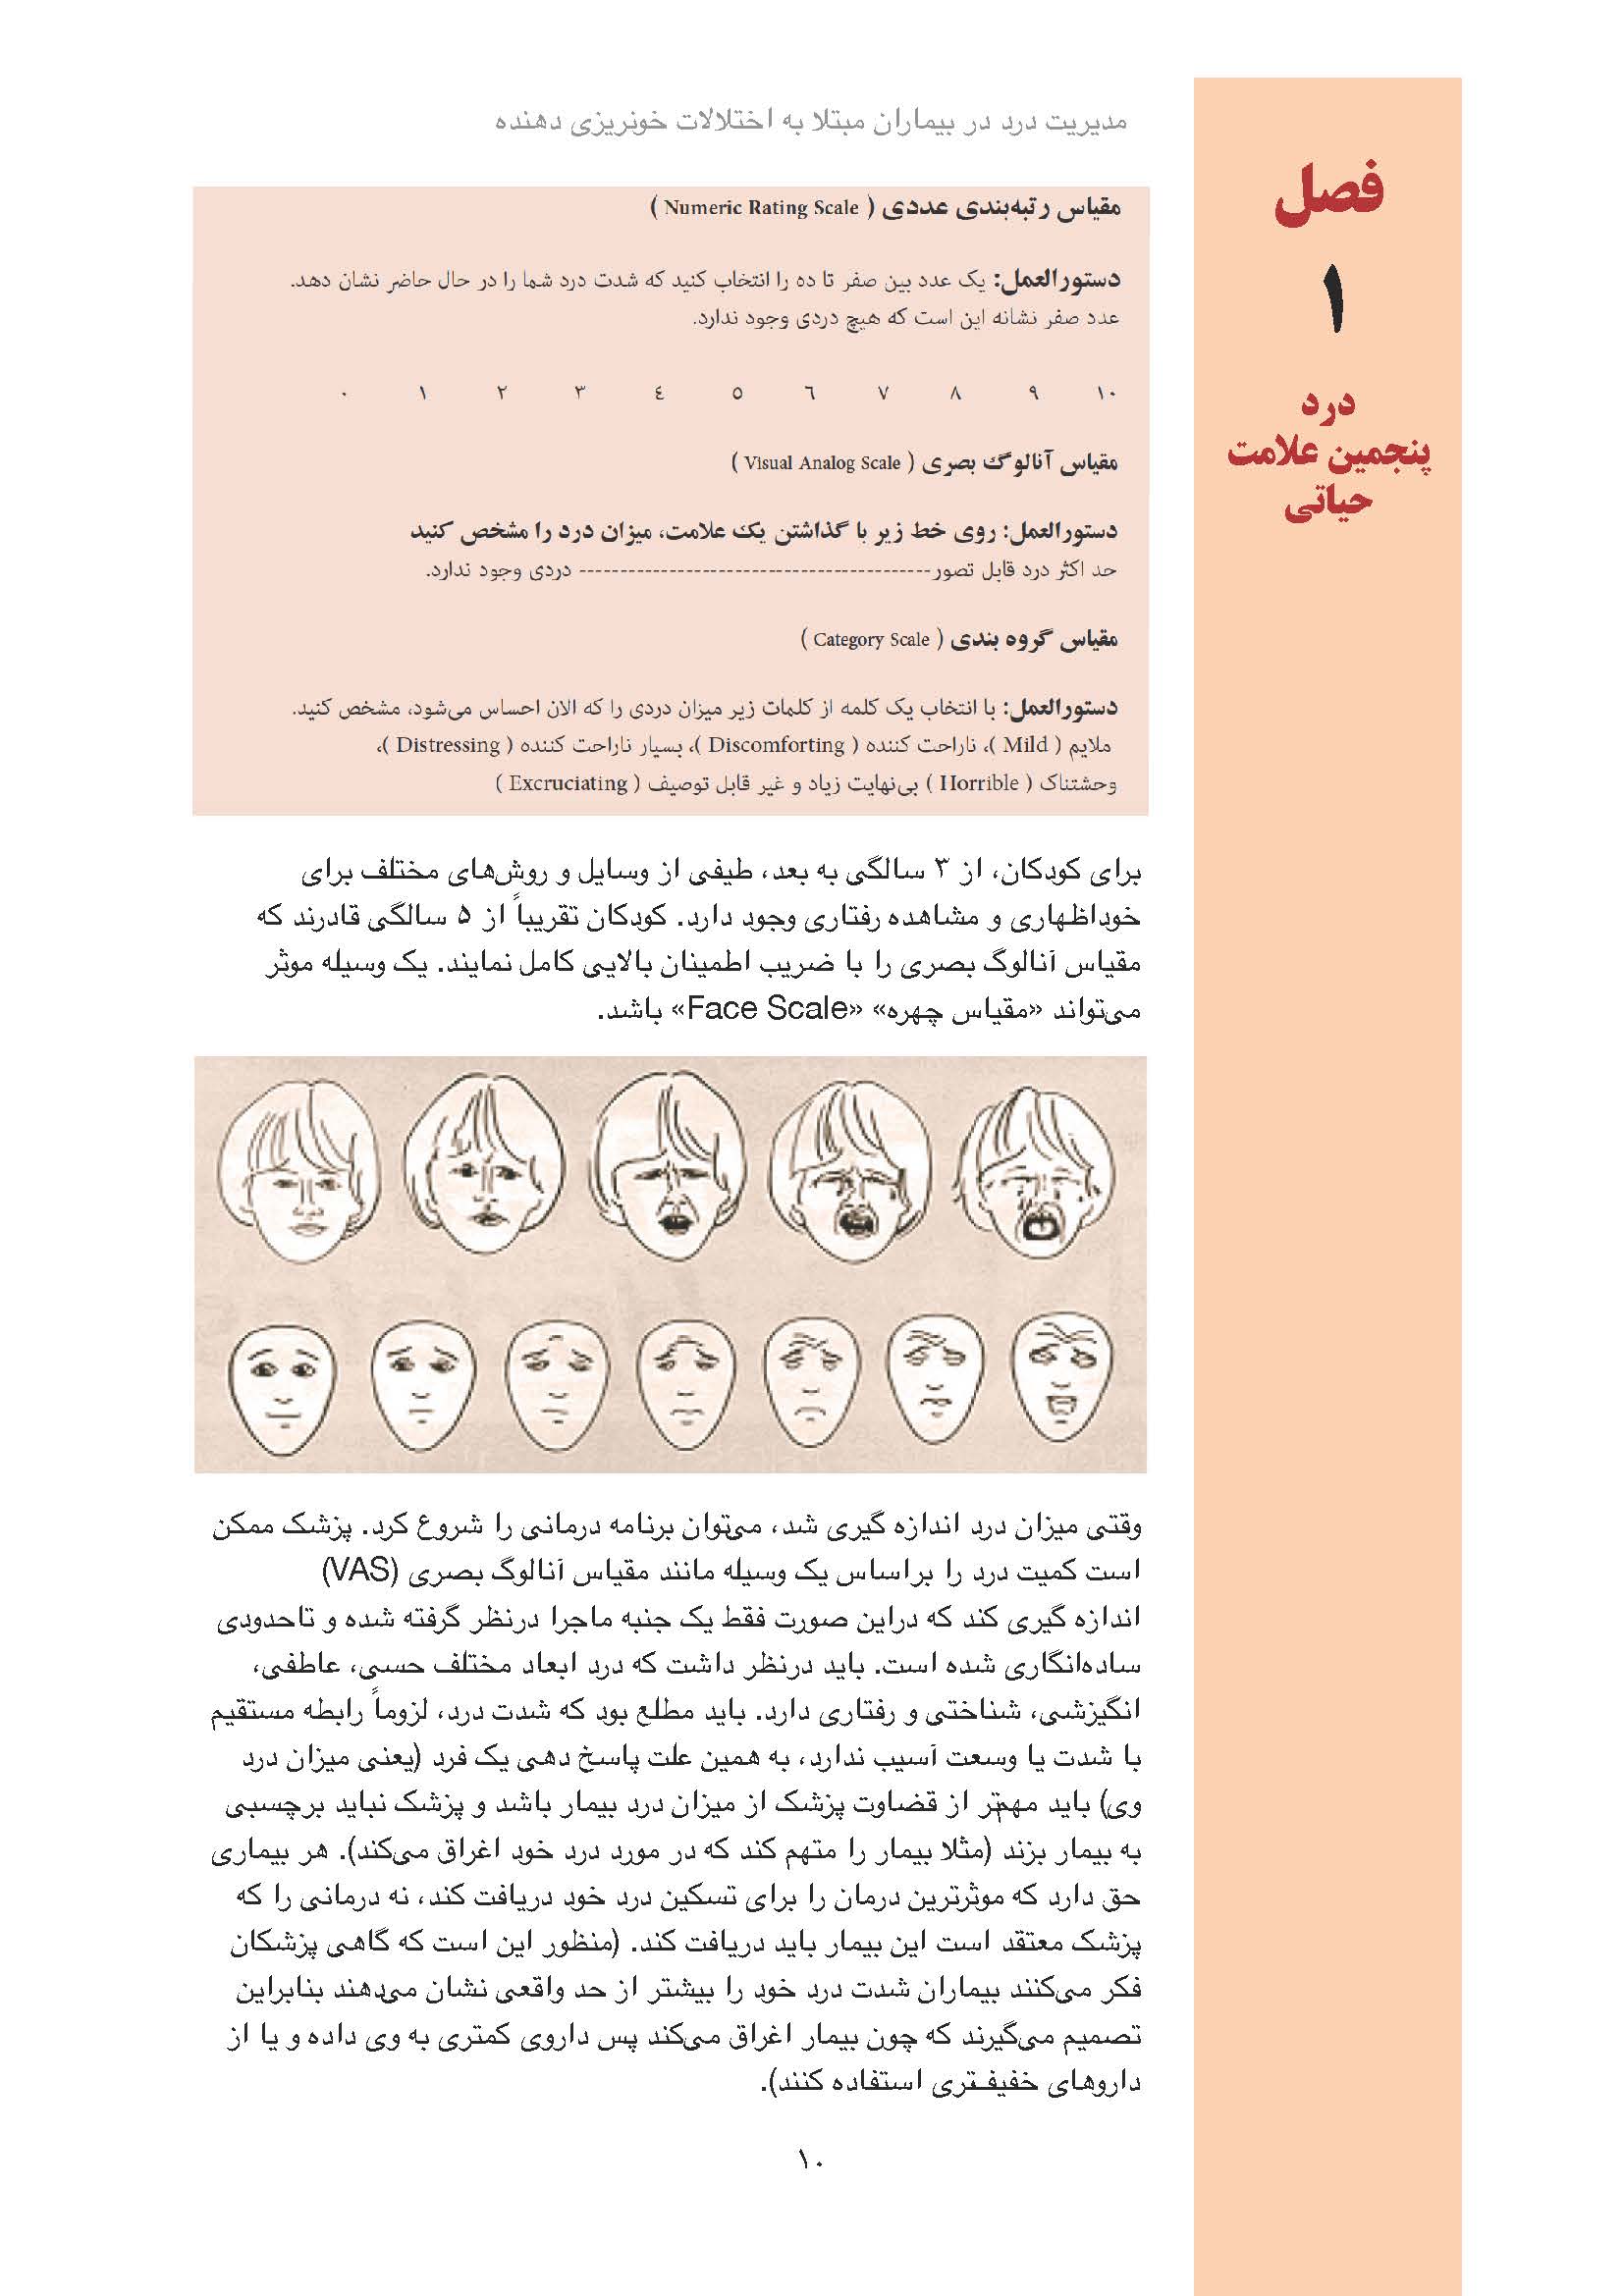 مدیریت درد در بیماران مبتلا به اختلالات خونریزی دهنده
فصل
۱
درد
پنجمین علامت
حیاتی
مقیاس رتبه‌بندی عددی ( Numeric Rating Scale )
دستورالعمل: یک عدد بین صفر تا ده را انتخاب کنید که شدت درد شما را در حال حاضر نشان دهد.
عدد صفر نشانه این است که هیچ دردی وجود ندارد.
۰ ۱ ۲ ۳ ٤ ۵ ٦ ۷ ۸ ۹ ۱۰
مقیاس آنالوگ بصری ( Visual Analog Scale )
دستورالعمل: روی خط زیر با گذاشتن یک علامت، میزان درد را مشخص کنید
حد اکثر درد قابل تصور------------------------------------------- دردی وجود ندارد.
مقیاس گروه بندی ( Category Scale )
دستورالعمل: با انتخاب یک کلمه از کلمات زیر میزان دردی را که الان احساس می‌شود، مشخص کنید.
ملایم ( Mild )، ناراحت کننده ( Discomforting )، بسیار ناراحت کننده ( Distressing )،
وحشتناک ( Horrible ) بی‌نهایت زیاد و غیر قابل توصیف ( Excruciating )
برای کودکان، از ۳ سالگی به بعد، طیفی از وسایل و روش‌های مختلف برای
خوداظهاری و مشاهده رفتاری وجود دارد. کودکان تقریباً از ۵ سالگی قادرند که
مقیاس آنالوگ بصری را با ضریب اطمینان بالایی کامل نمایند. یک وسیله موثر
می‌تواند «مقیاس چهره» «Face Scale» باشد.
وقتی میزان درد اندازه گیری شد، می‌توان برنامه درمانی را شروع کرد. پزشک ممکن
است کمیت درد را براساس یک وسیله مانند مقیاس آنالوگ بصری (VAS)
اندازه گیری کند که دراین صورت فقط یک جنبه ماجرا درنظر گرفته شده و تاحدودی
ساده‌انگاری شده است. باید درنظر داشت که درد ابعاد مختلف حسی، عاطفی،
انگیزشی، شناختی و رفتاری دارد. باید مطلع بود که شدت درد، لزوماً رابطه مستقیم
با شدت یا وسعت آسیب ندارد، به همین علت پاسخ دهی یک فرد (یعنی میزان درد
وی) باید مهم‌تر از قضاوت پزشک از میزان درد بیمار باشد و پزشک نباید برچسبی
به بیمار بزند (مثلا بیمار را متهم کند که در مورد درد خود اغراق می‌کند). هر بیماری
حق دارد که موثرترین درمان را برای تسکین درد خود دریافت کند، نه درمانی را که
پزشک معتقد است این بیمار باید دریافت کند. (منظور این است که گاهی پزشکان
فکر می‌کنند بیماران شدت درد خود را بیشتر از حد واقعی نشان می‌دهند بنابراین
تصمیم می‌گیرند که چون بیمار اغراق می‌کند پس داروی کمتری به وی داده و یا از
داروهای خفیف‌تری استفاده کنند).
۱۰